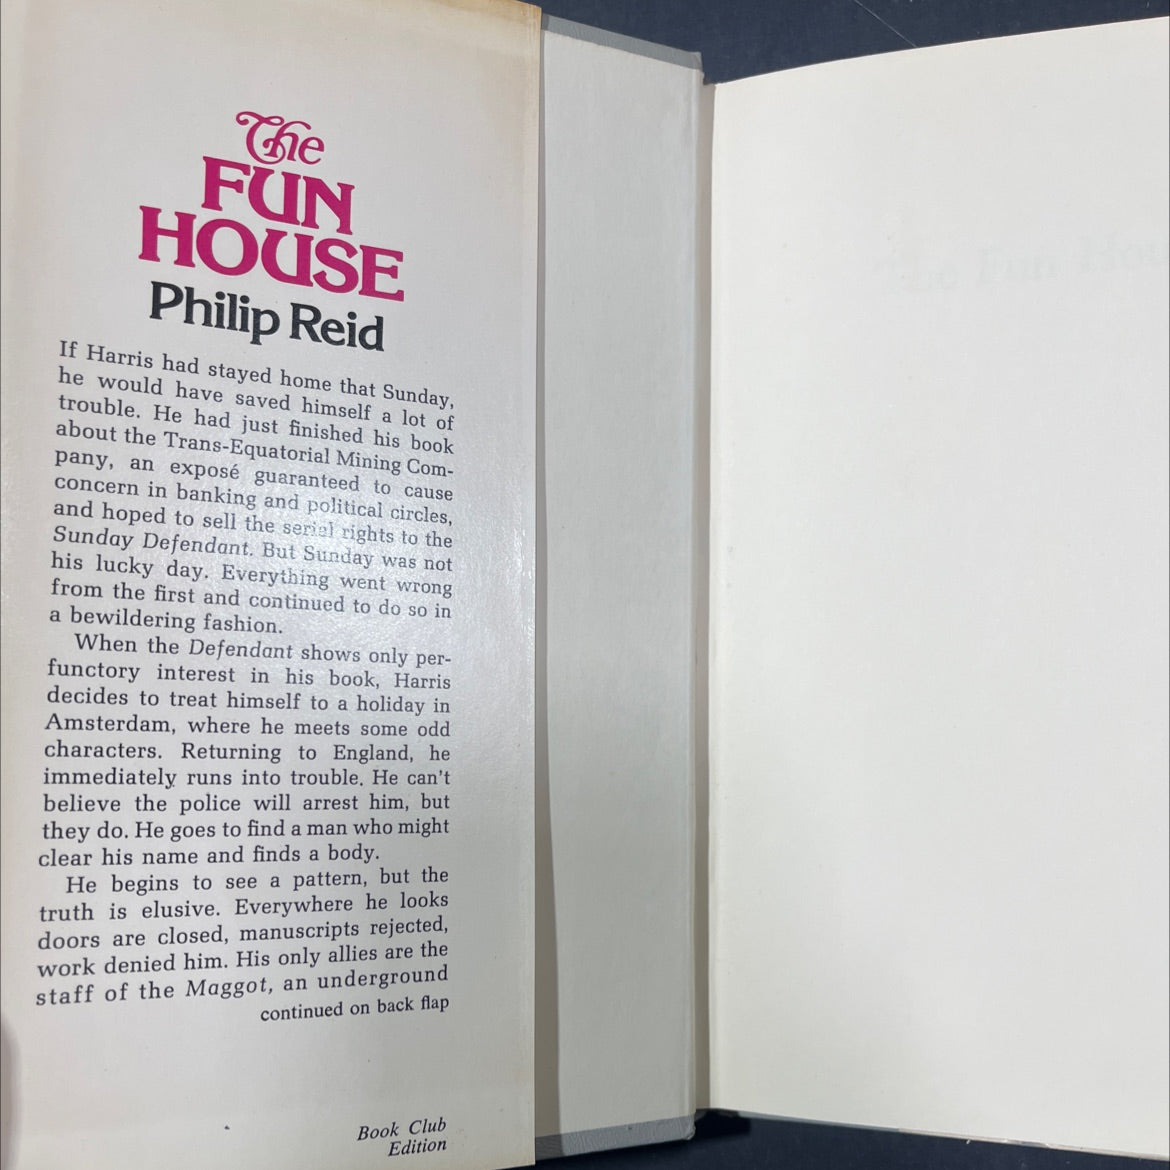 The
FUN
HOUSE
Philip Reid
If Harris had stayed home that Sunday,
he would have saved himself a lot of
trouble. He had just finished his book
about the Trans-Equatorial Mining Com-
pany, an exposé guaranteed to cause
concern in banking and political circles,
and hoped to sell the serial rights to the
Sunday Defendant. But Sunday was not
his lucky day. Everything went wrong
from the first and continued to do so in
a bewildering fashion.
When the Defendant shows only per-
functory interest in his book, Harris
decides to treat himself to a holiday in
Amsterdam, where he meets some odd
characters. Returning to England, he
immediately runs into trouble. He can't
believe the police will arrest him, but
they do. He goes to find a man who might
clear his name and finds a body.
He begins to see a pattern, but the
truth is elusive. Everywhere he looks
doors are closed, manuscripts rejected,
work denied him. His only allies are the
staff of the Maggot, an underground
continued on back flap
Book Club
Edition
The Fun Hou